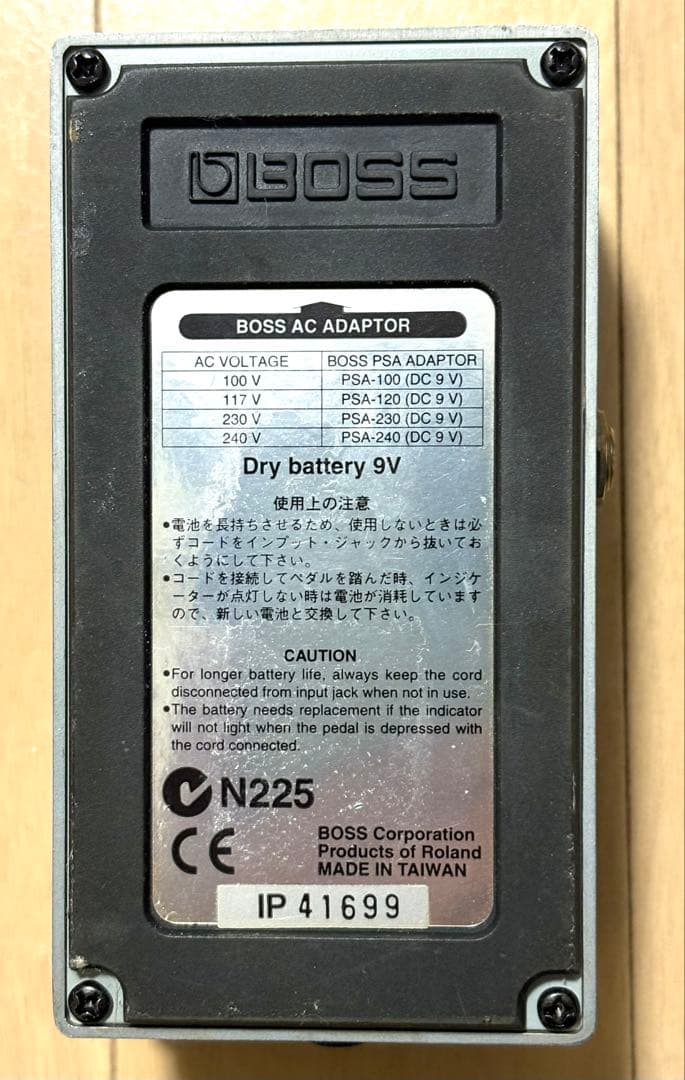 BOSS
BOSS AC ADAPTOR
AC VOLTAGE BOSS PSA ADAPTOR
100 V PSA-100 (DC 9 V)
117 V PSA-120 (DC 9 V)
230 V PSA-230 (DC 9 V)
240 V PSA-240 (DC 9 V)
Dry battery 9V
使用上の注意
●電池を長持ちさせるため、使用しないときは必
ずコードをインプット・ジャックから抜いてお
くようにして下さい。
●コードを接続してペダルを踏んだ時、インジケ
ーターが点灯しない時は電池が消耗しています
ので、新しい電池と交換して下さい。
CAUTION
●For longer battery life, always keep the cord
disconnected from input jack when not in use.
●The battery needs replacement if the indicator
will not light when the pedal is depressed with
the cord connected.
N225
CE
BOSS Corporation
Products of Roland
MADE IN TAIWAN
IP 41699